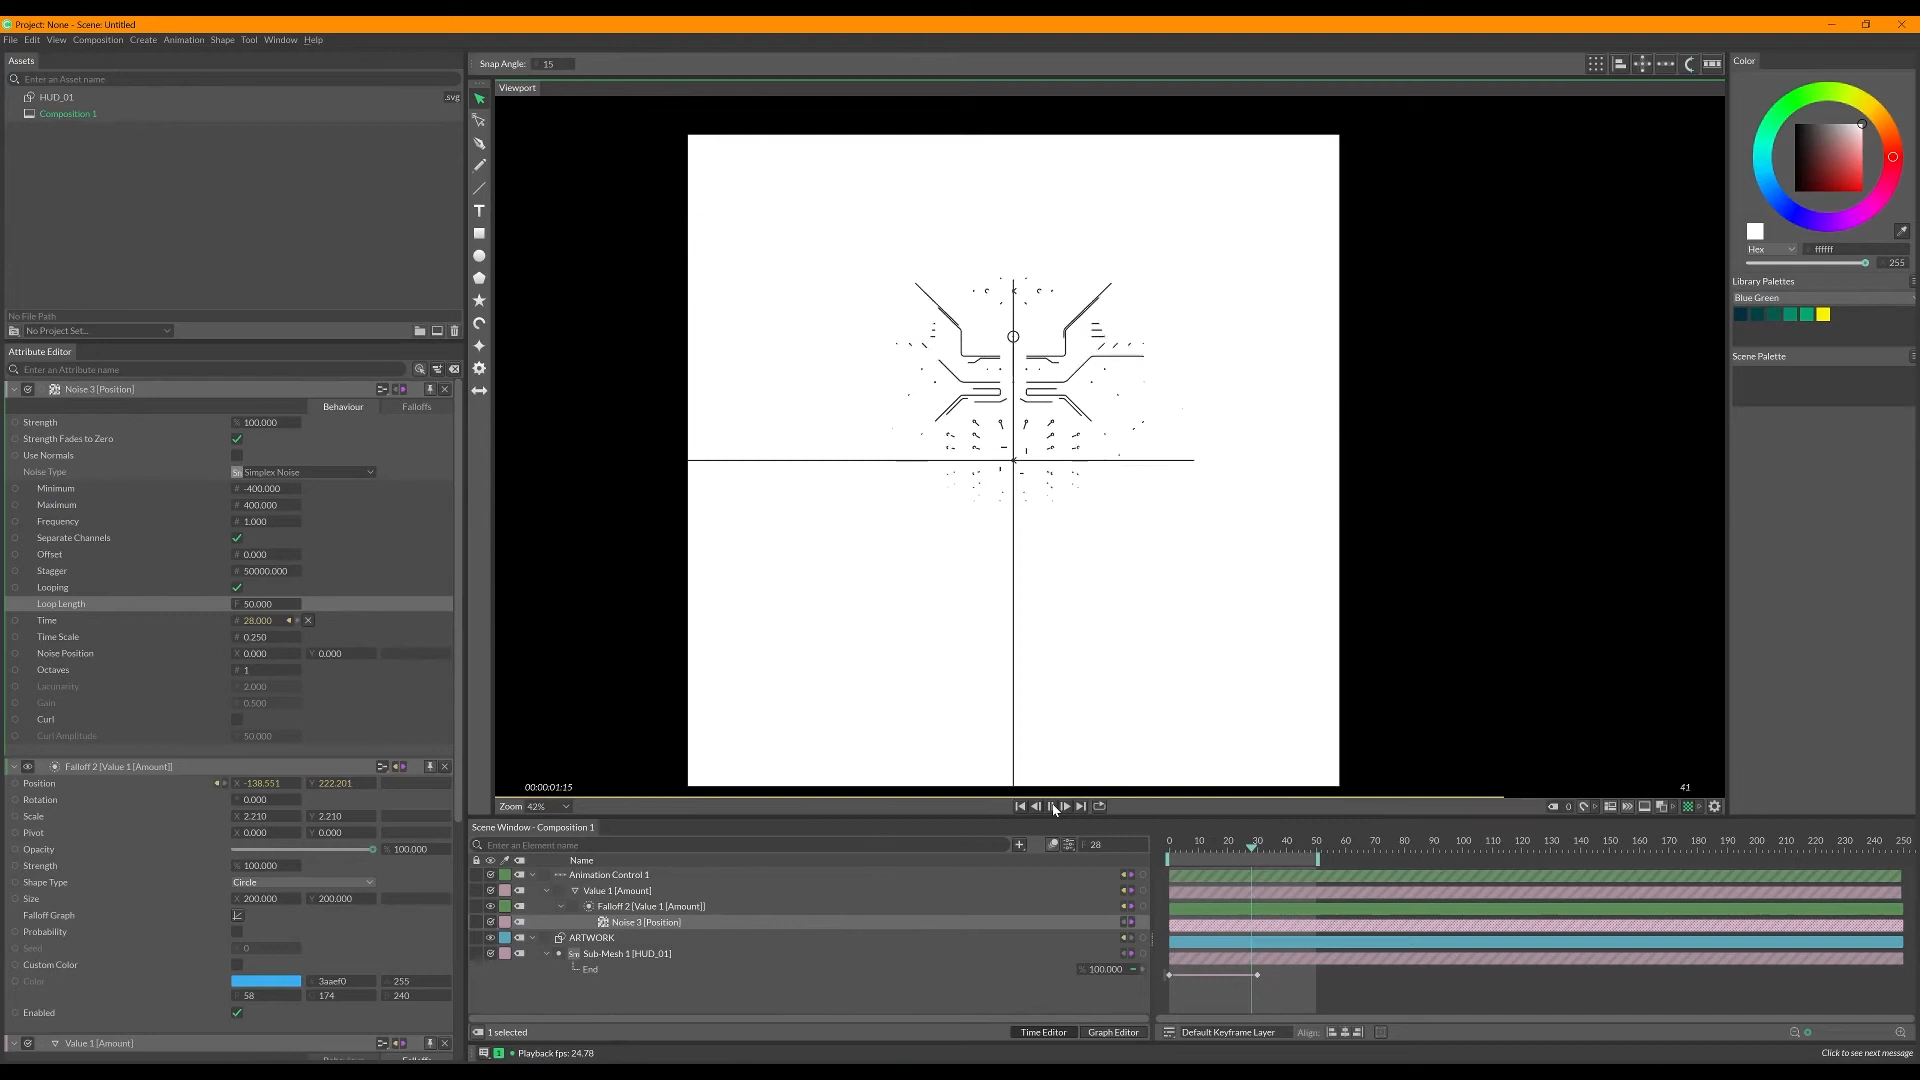 Project: None - Scene: Untitled
File Edit View Composition Create Animation Shape Tool Window Help
Assets
Enter an Asset name
HUD_01 .svg
Composition 1
No File Path
No Project Set...
Attribute Editor
Enter an Attribute name
Noise 3 [Position]
Behaviour Falloffs
Strength % 100.000
Strength Fades to Zero
Use Normals
Noise Type Sn Simplex Noise
Minimum # -400.000
Maximum # 400.000
Frequency # 1.000
Separate Channels
Offset # 0.000
Stagger # 50000.000
Looping
Loop Length F 50.000
Time # 28.000
Time Scale # 0.250
Noise Position X 0.000 Y 0.000
Octaves # 1
Lacunarity # 2.000
Gain # 0.500
Curl
Curl Amplitude # 50.000
Falloff 2 [Value 1 [Amount]]
Position X -138.551 Y 222.201
Rotation 0.000
Scale X 2.210 Y 2.210
Pivot X 0.000 Y 0.000
Opacity % 100.000
Strength % 100.000
Shape Type Circle
Size X 200.000 Y 200.000
Falloff Graph
Probability
Seed # 0
Custom Color
Color 3aaef0 255
58 174 240
Enabled
Value 1 [Amount]
Snap Angle: 15
Viewport
00:00:01:15 41
Zoom 42% 0
Scene Window - Composition 1
Enter an Element name F 28
Name
Animation Control 1
Value 1 [Amount]
Falloff 2 [Value 1 [Amount]]
Noise 3 [Position]
ARTWORK
Sm Sub-Mesh 1 [HUD_01]
End % 100.000
1 selected Time Editor Graph Editor
1 Playback fps: 24.78
0 10 20 30 40 50 60 70 80 90 100 110 120 130 140 150 160 170 180 190 200 210 220 230 240 250
Default Keyframe Layer Align:
Click to see next message
Color
Hex ffffff
255
Library Palettes
Blue Green
Scene Palette